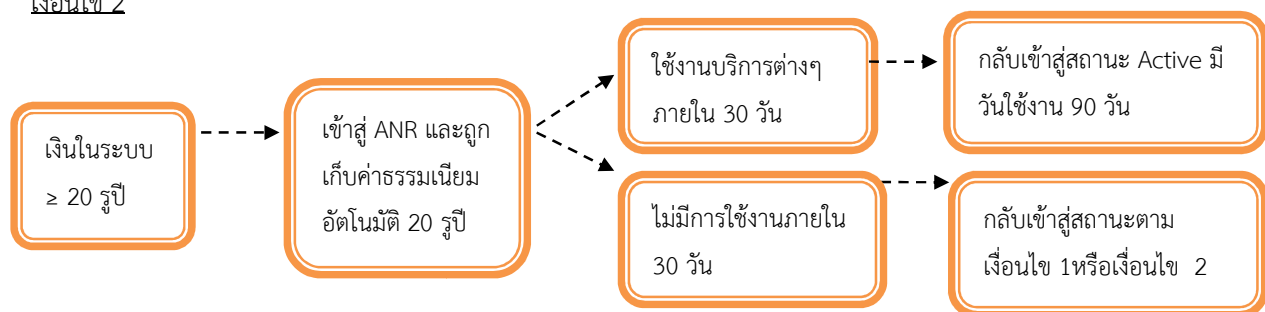 เงื่อนไข 2
เงินในระบบ
≥ 20 รูปี
เข้าสู่ ANR และถูก
เก็บค่าธรรมเนียม
อัตโนมัติ 20 รูปี
ใช้งานบริการต่างๆ
ภายใน 30 วัน
กลับเข้าสู่สถานะ Active มี
วันใช้งาน 90 วัน
ไม่มีการใช้งานภายใน
30 วัน
กลับเข้าสู่สถานะตาม
เงื่อนไข 1หรือเงื่อนไข 2